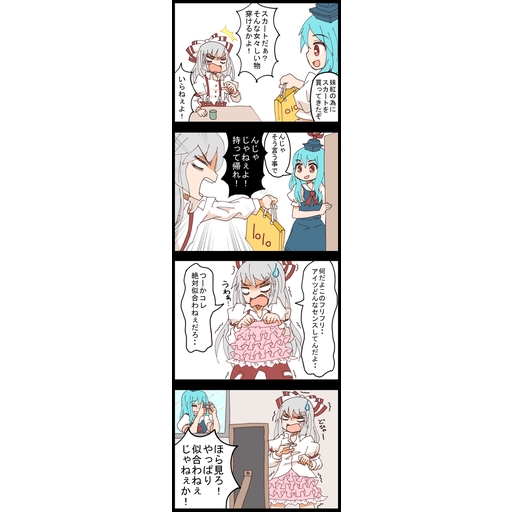 妹紅の為に
スカートを
買ってきたぞ
スカートだぁ？
そんな女々しい物
穿けるかよ！
いらねぇよ！
んじゃ
そう言う事で
んじゃ
じゃねぇよ！
持って帰れ！
lolo
何だよこのフリフリ・・
アイツどんなセンスしてんだよ・・
うわぁ・・
つーかコレ
絶対似合わねぇだろ・・
ほら見ろ！
やっぱり
似合わねぇ
じゃねぇか！